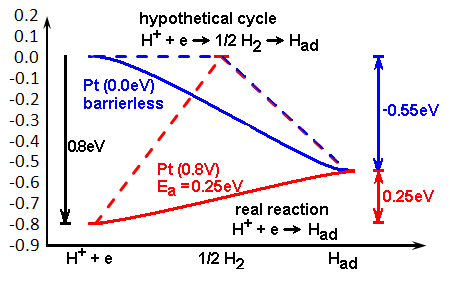 hypothetical cycle
H⁺ + e → 1/2 H₂ → H_ad
0.2
0.1
0.0
-0.1
-0.2
-0.3
-0.4
-0.5
-0.6
-0.7
-0.8
-0.9
Pt (0.0eV)
barrierless
0.8eV
-0.55eV
Pt (0.8V)
Eₐ = 0.25eV
0.25eV
real reaction
H⁺ + e → H_ad
H⁺ + e
1/2 H₂
H_ad